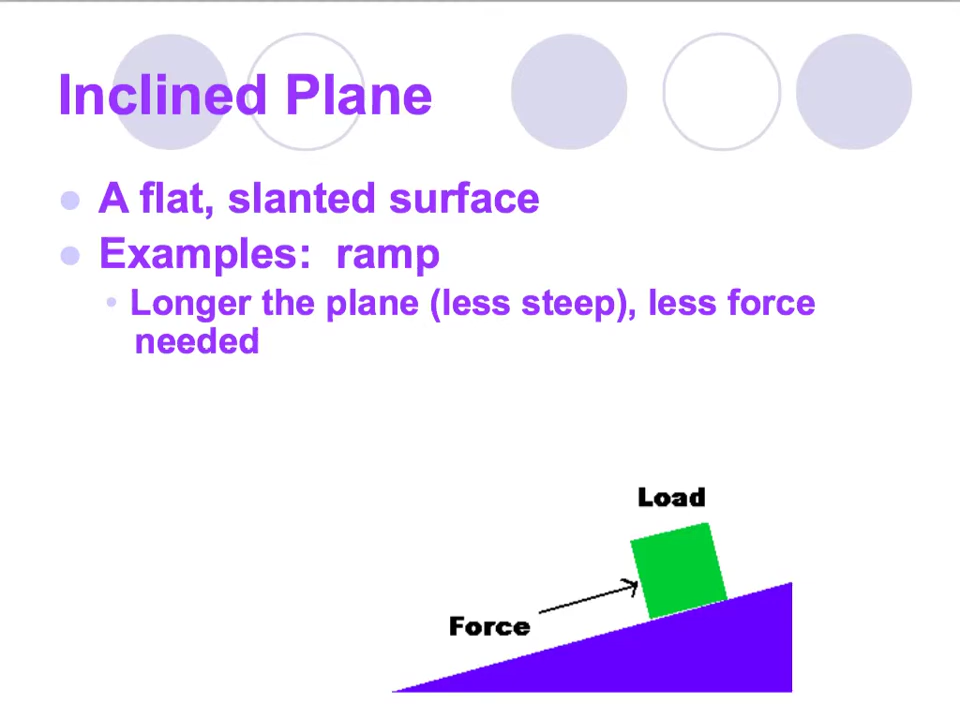 Inclined Plane
A flat, slanted surface
Examples:  ramp
Longer the plane (less steep), less force
needed
Load
Force